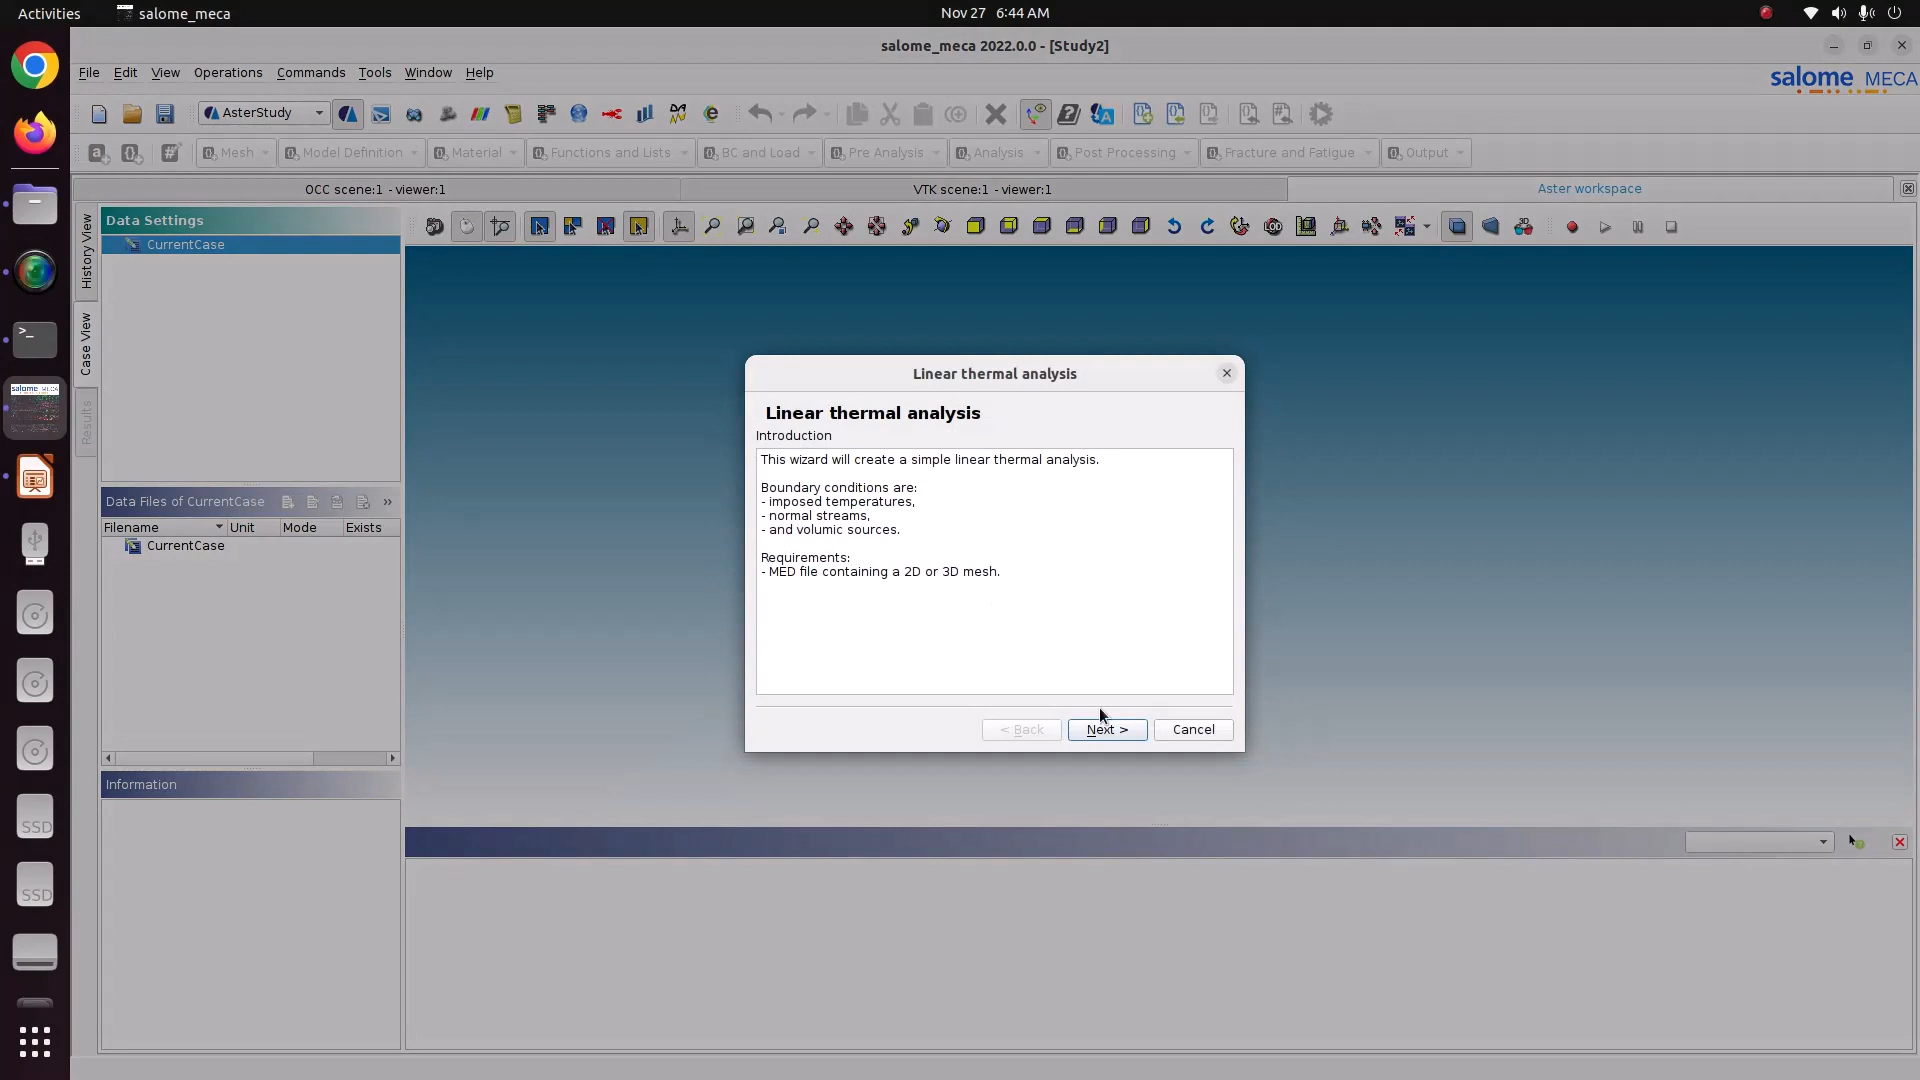 Activities
salome_meca
Nov 27 6:44 AM
salome_meca 2022.0.0 - [Study2]
File Edit View Operations Commands Tools Window Help
salome MECA
AsterStudy
Mesh Model Definition Material Functions and Lists BC and Load Pre Analysis Analysis Post Processing Fracture and Fatigue Output
OCC scene:1 - viewer:1
VTK scene:1 - viewer:1
Aster workspace
History View
Case View
Results
Data Settings
CurrentCase
Data Files of CurrentCase »
Filename Unit Mode Exists
CurrentCase
Information
Linear thermal analysis
Linear thermal analysis
Introduction
This wizard will create a simple linear thermal analysis.
Boundary conditions are:
- imposed temperatures,
- normal streams,
- and volumic sources.
Requirements:
- MED file containing a 2D or 3D mesh.
< Back
Next >
Cancel
SSD
SSD